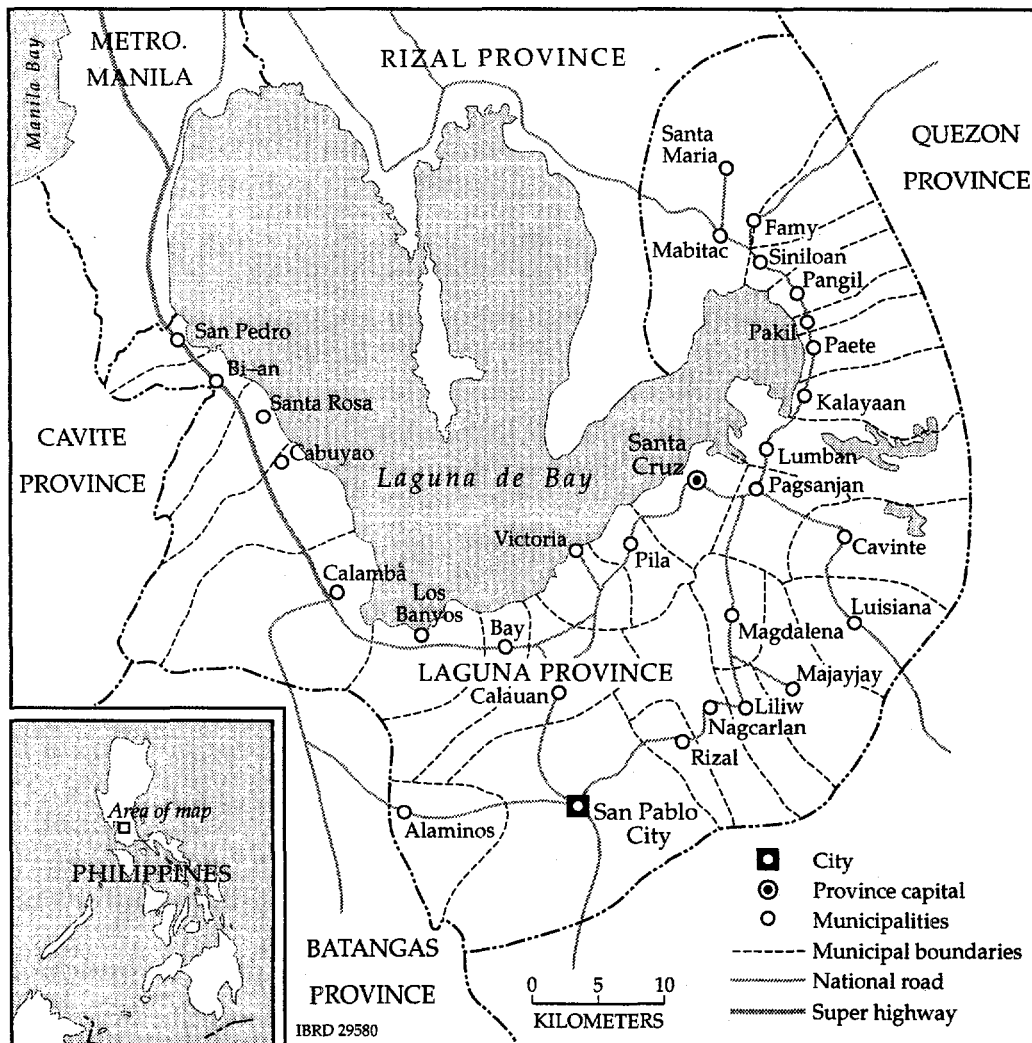 METRO.
MANILA
Manila Bay
RIZAL PROVINCE
QUEZON
PROVINCE
Santa
Maria
Famy
Mabitac
Siniloan
Pangil
Pakil
Paete
San Pedro
Bi–an
Santa Rosa
Kalayaan
CAVITE
PROVINCE
Cabuyao
Laguna de Bay
Santa
Cruz
Lumban
Pagsanjan
Victoria
Pila
Cavinte
Calamba
Los
Banyos
Bay
Magdalena
Luisiana
LAGUNA PROVINCE
Calauan
Majayjay
Liliw
Nagcarlan
Rizal
Alaminos
San Pablo
City
Area of map
PHILIPPINES
BATANGAS
PROVINCE
IBRD 29580
0 5 10
KILOMETERS
City
Province capital
Municipalities
Municipal boundaries
National road
Super highway